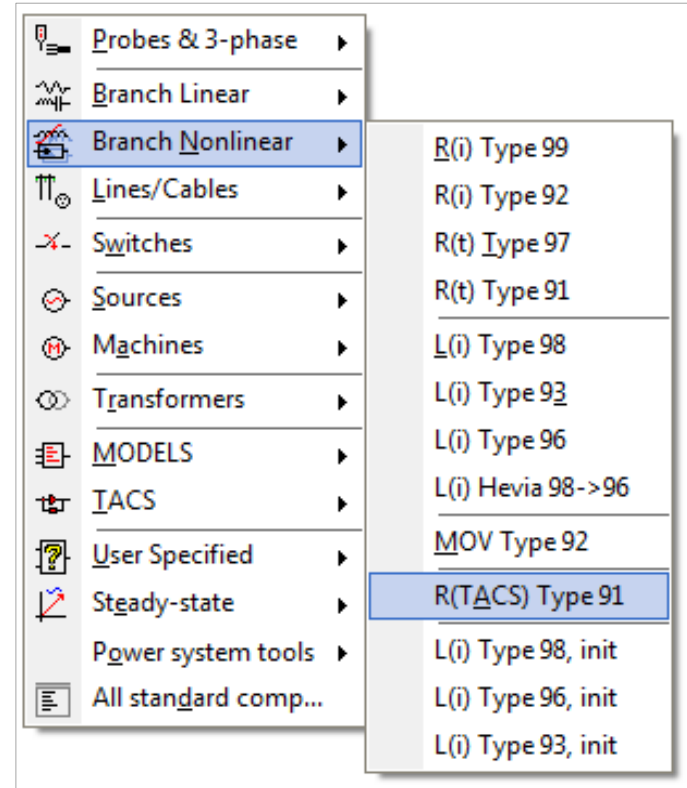 Probes & 3-phase
Branch Linear
Branch Nonlinear
Lines/Cables
Switches
Sources
Machines
Transformers
MODELS
TACS
User Specified
Steady-state
Power system tools
All standard comp...
R(i) Type 99
R(i) Type 92
R(t) Type 97
R(t) Type 91
L(i) Type 98
L(i) Type 93
L(i) Type 96
L(i) Hevia 98->96
MOV Type 92
R(TACS) Type 91
L(i) Type 98, init
L(i) Type 96, init
L(i) Type 93, init